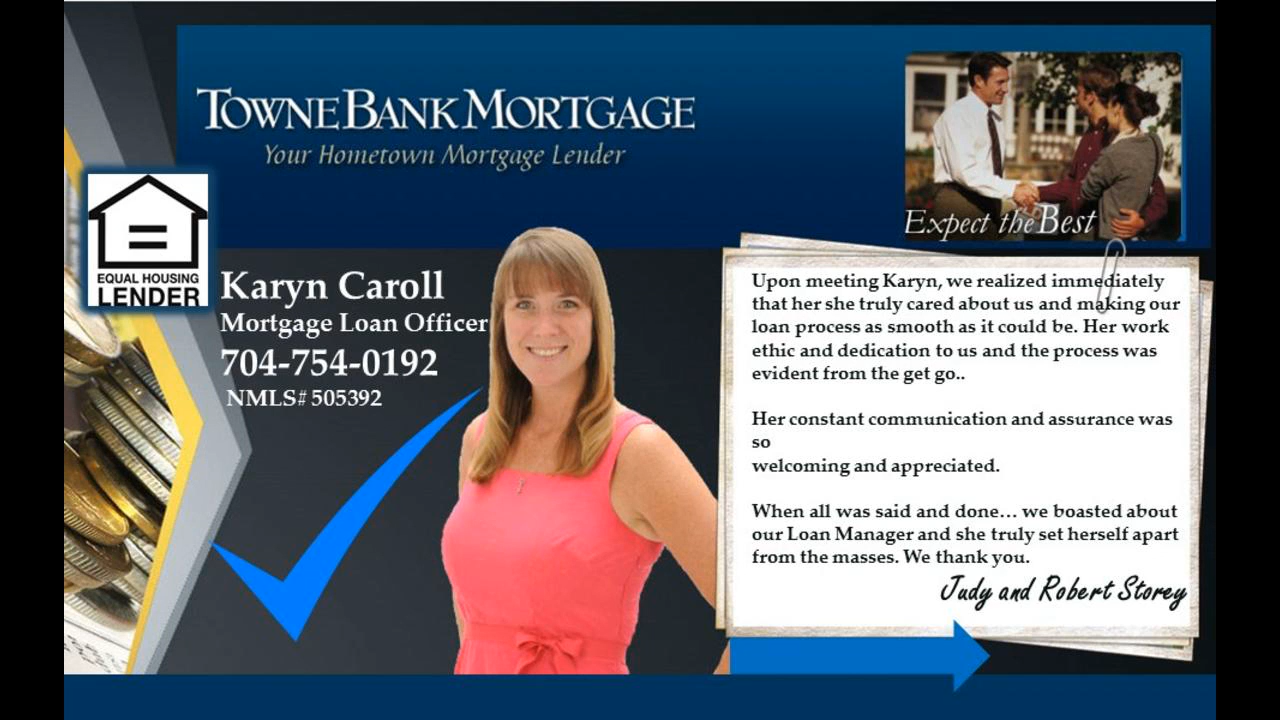 TOWNEBANK MORTGAGE
Your Hometown Mortgage Lender
Expect the Best
EQUAL HOUSING
LENDER
Karyn Caroll
Mortgage Loan Officer
704-754-0192
NMLS# 505392
Upon meeting Karyn, we realized immediately
that her she truly cared about us and making our
loan process as smooth as it could be. Her work
ethic and dedication to us and the process was
evident from the get go..
Her constant communication and assurance was
so
welcoming and appreciated.
When all was said and done... we boasted about
our Loan Manager and she truly set herself apart
from the masses. We thank you.
Judy and Robert Storey